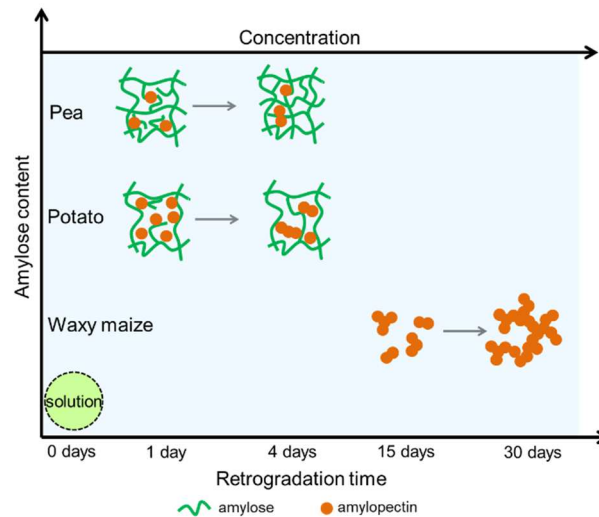 Concentration
Amylose content
Pea
Potato
Waxy maize
solution
0 days 1 day 4 days 15 days 30 days
Retrogradation time
amylose amylopectin